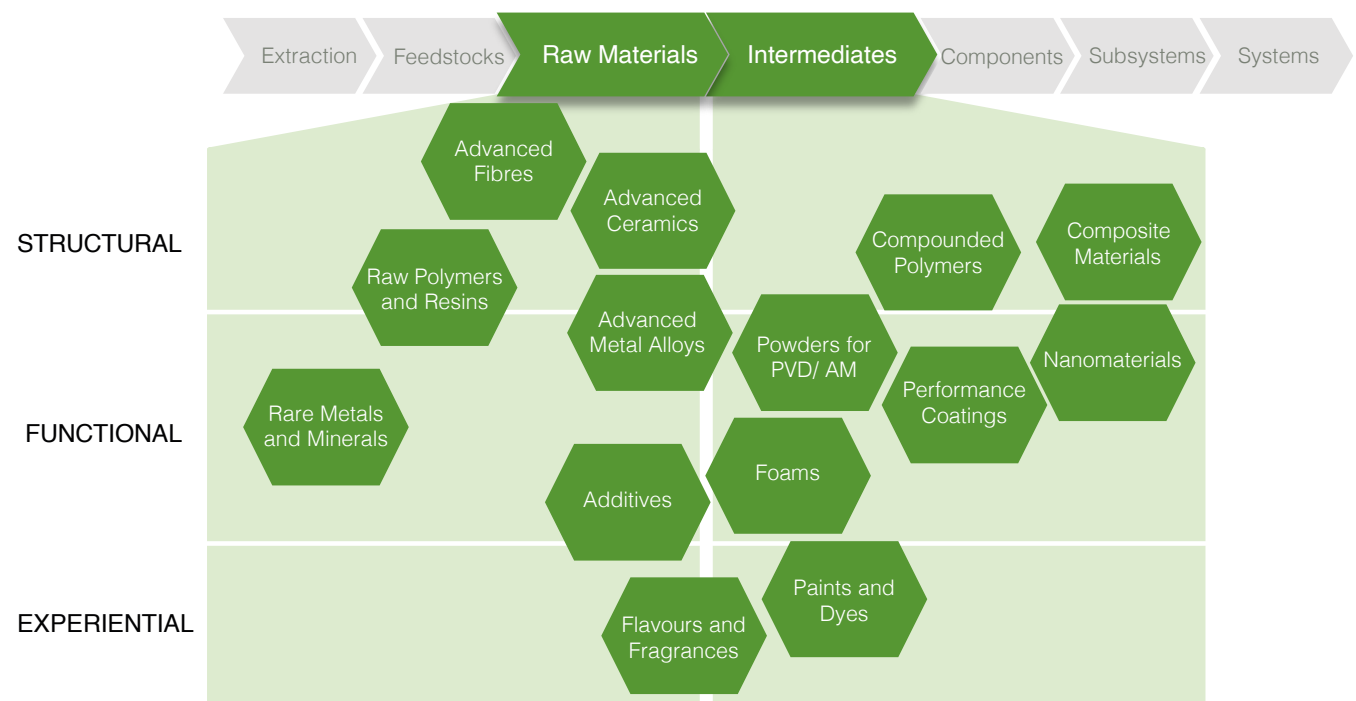 Extraction
Feedstocks
Raw Materials
Intermediates
Components
Subsystems
Systems
STRUCTURAL
Advanced
Fibres
Advanced
Ceramics
Raw Polymers
and Resins
Compounded
Polymers
Composite
Materials
FUNCTIONAL
Advanced
Metal Alloys
Powders for
PVD/ AM
Nanomaterials
Performance
Coatings
Rare Metals
and Minerals
Additives
Foams
EXPERIENTIAL
Flavours and
Fragrances
Paints and
Dyes